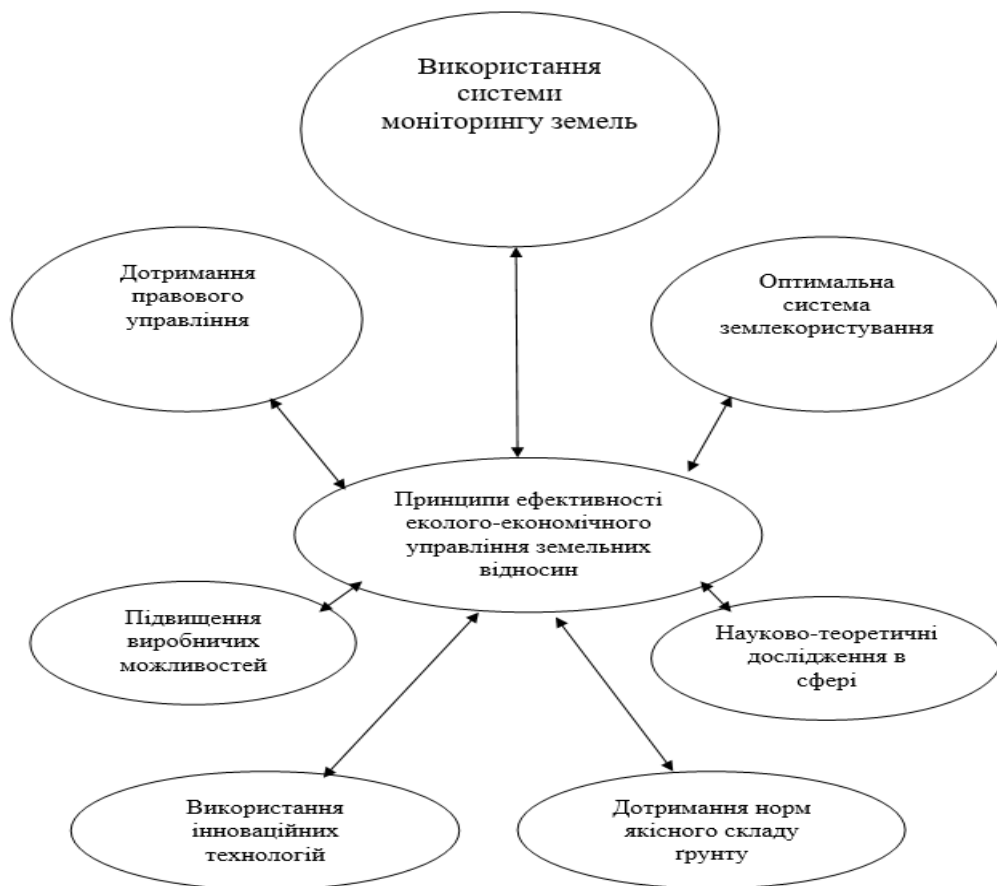 Використання
системи
моніторингу земель
Дотримання
правового
управління
Оптимальна
система
землекористування
Принципи ефективності
еколого-економічного
управління земельних
відносин
Підвищення
виробничих
можливостей
Науково-теоретичні
дослідження в
сфері
Використання
інноваційних
технологій
Дотримання норм
якісного складу
ґрунту